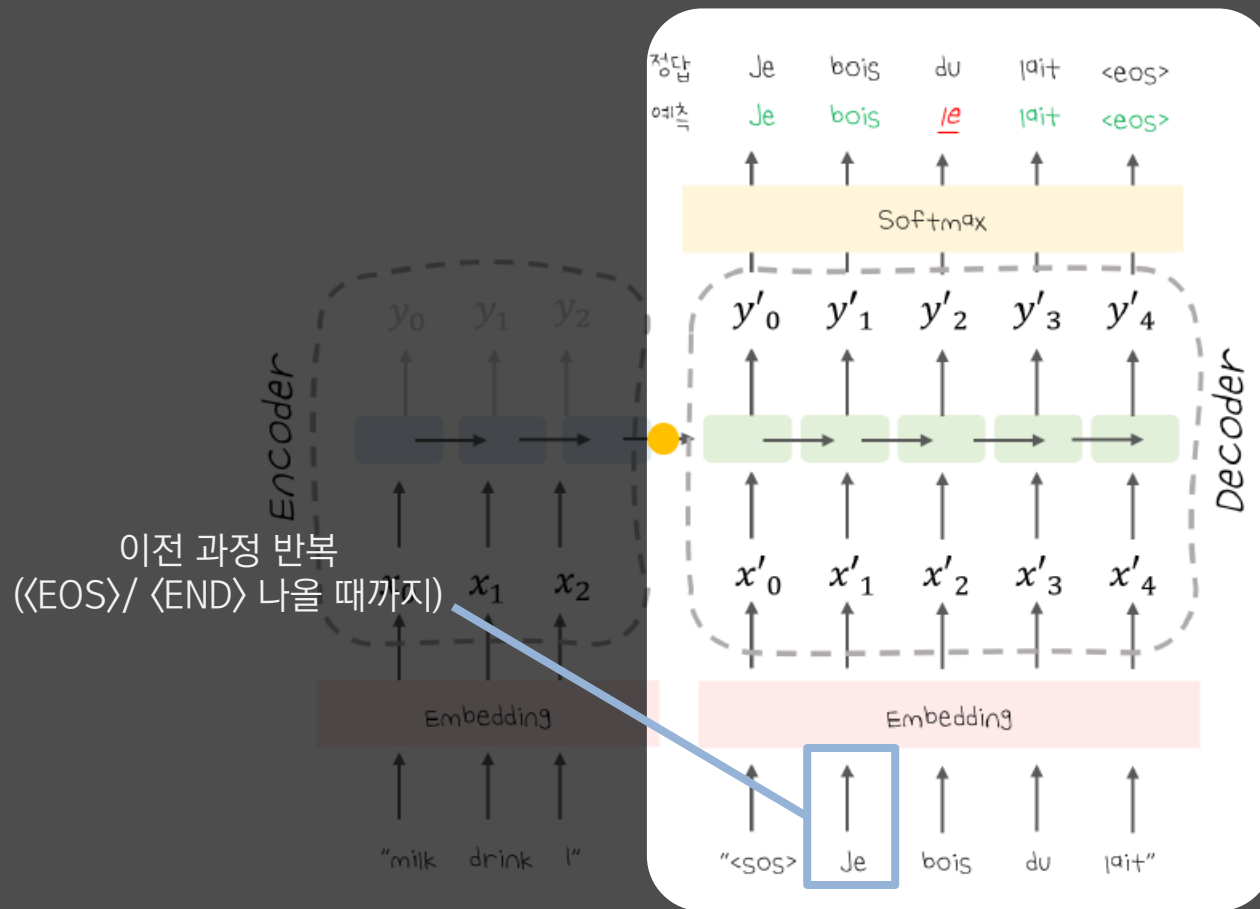 정답 Je bois du lait <eos>
예측 Je bois le lait <eos>
Softmax
y₀ y₁ y₂ y'₀ y'₁ y'₂ y'₃ y'₄
Encoder
Decoder
이전 과정 반복
(〈EOS〉/ 〈END〉 나올 때까지)
x₀ x₁ x₂ x'₀ x'₁ x'₂ x'₃ x'₄
Embedding Embedding
"milk drink I" "<sos> Je bois du lait"